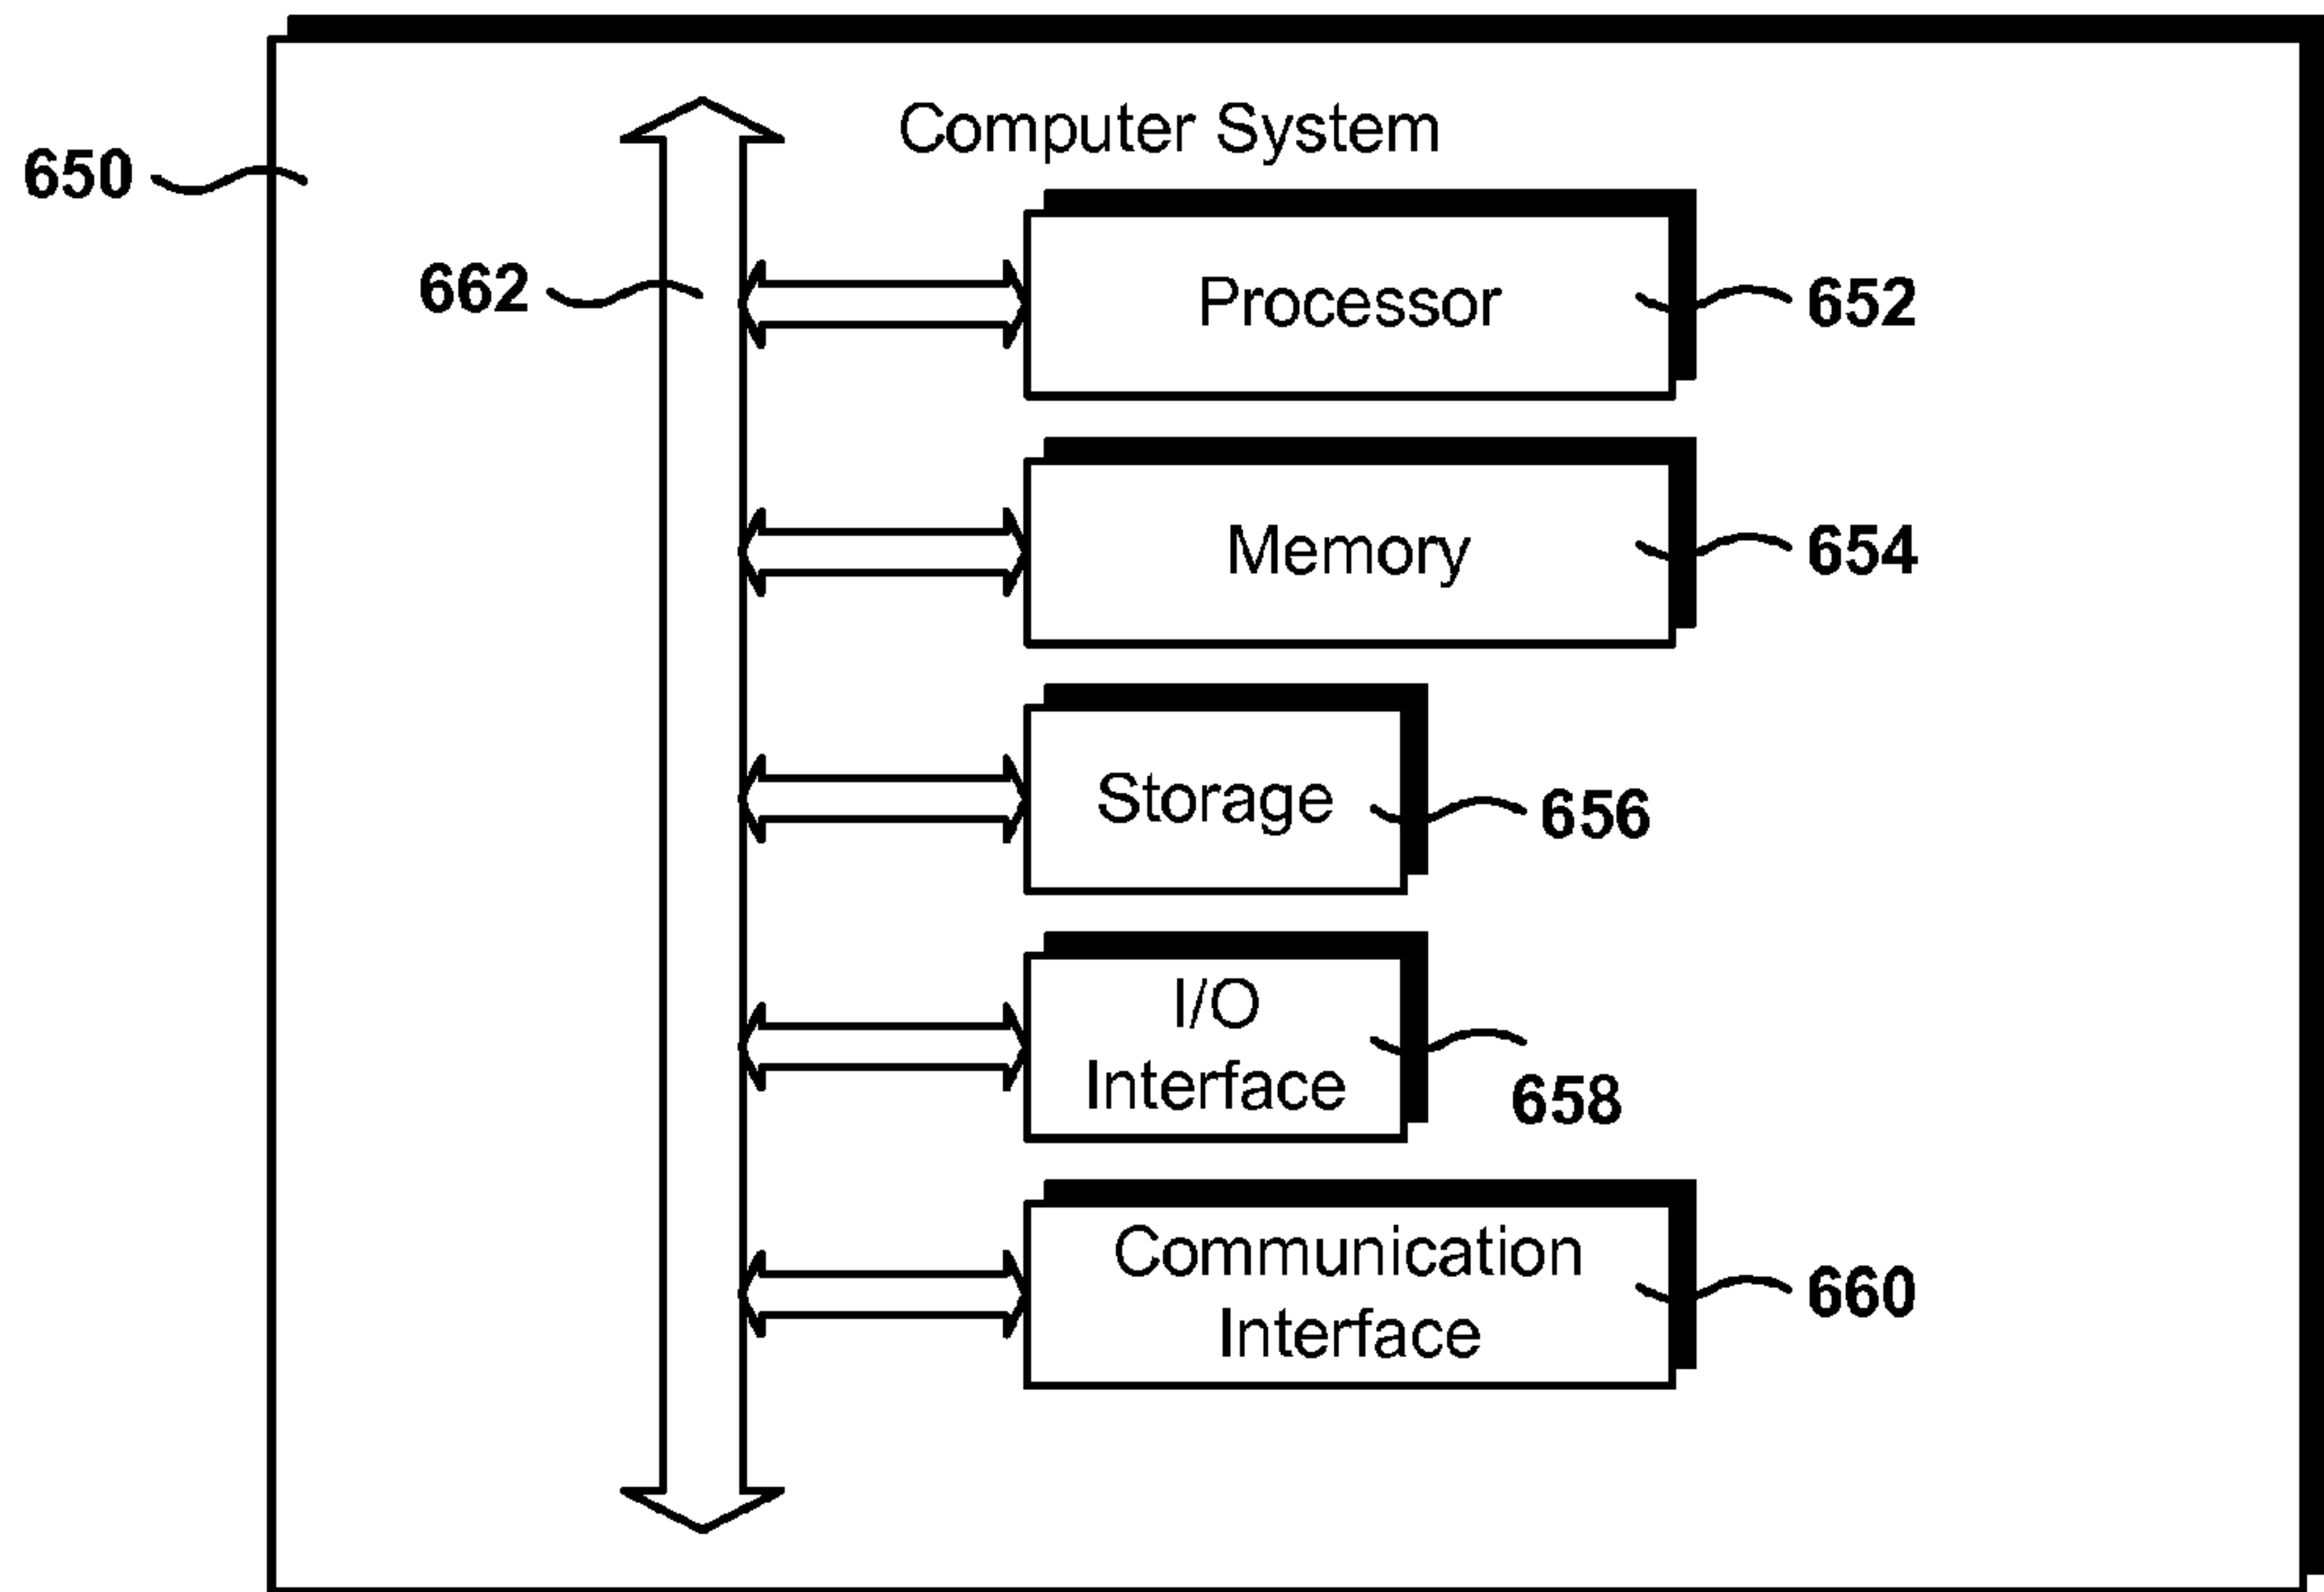 Computer System
650
662
Processor
652
Memory
654
Storage
656
I/O
Interface
658
Communication
Interface
660